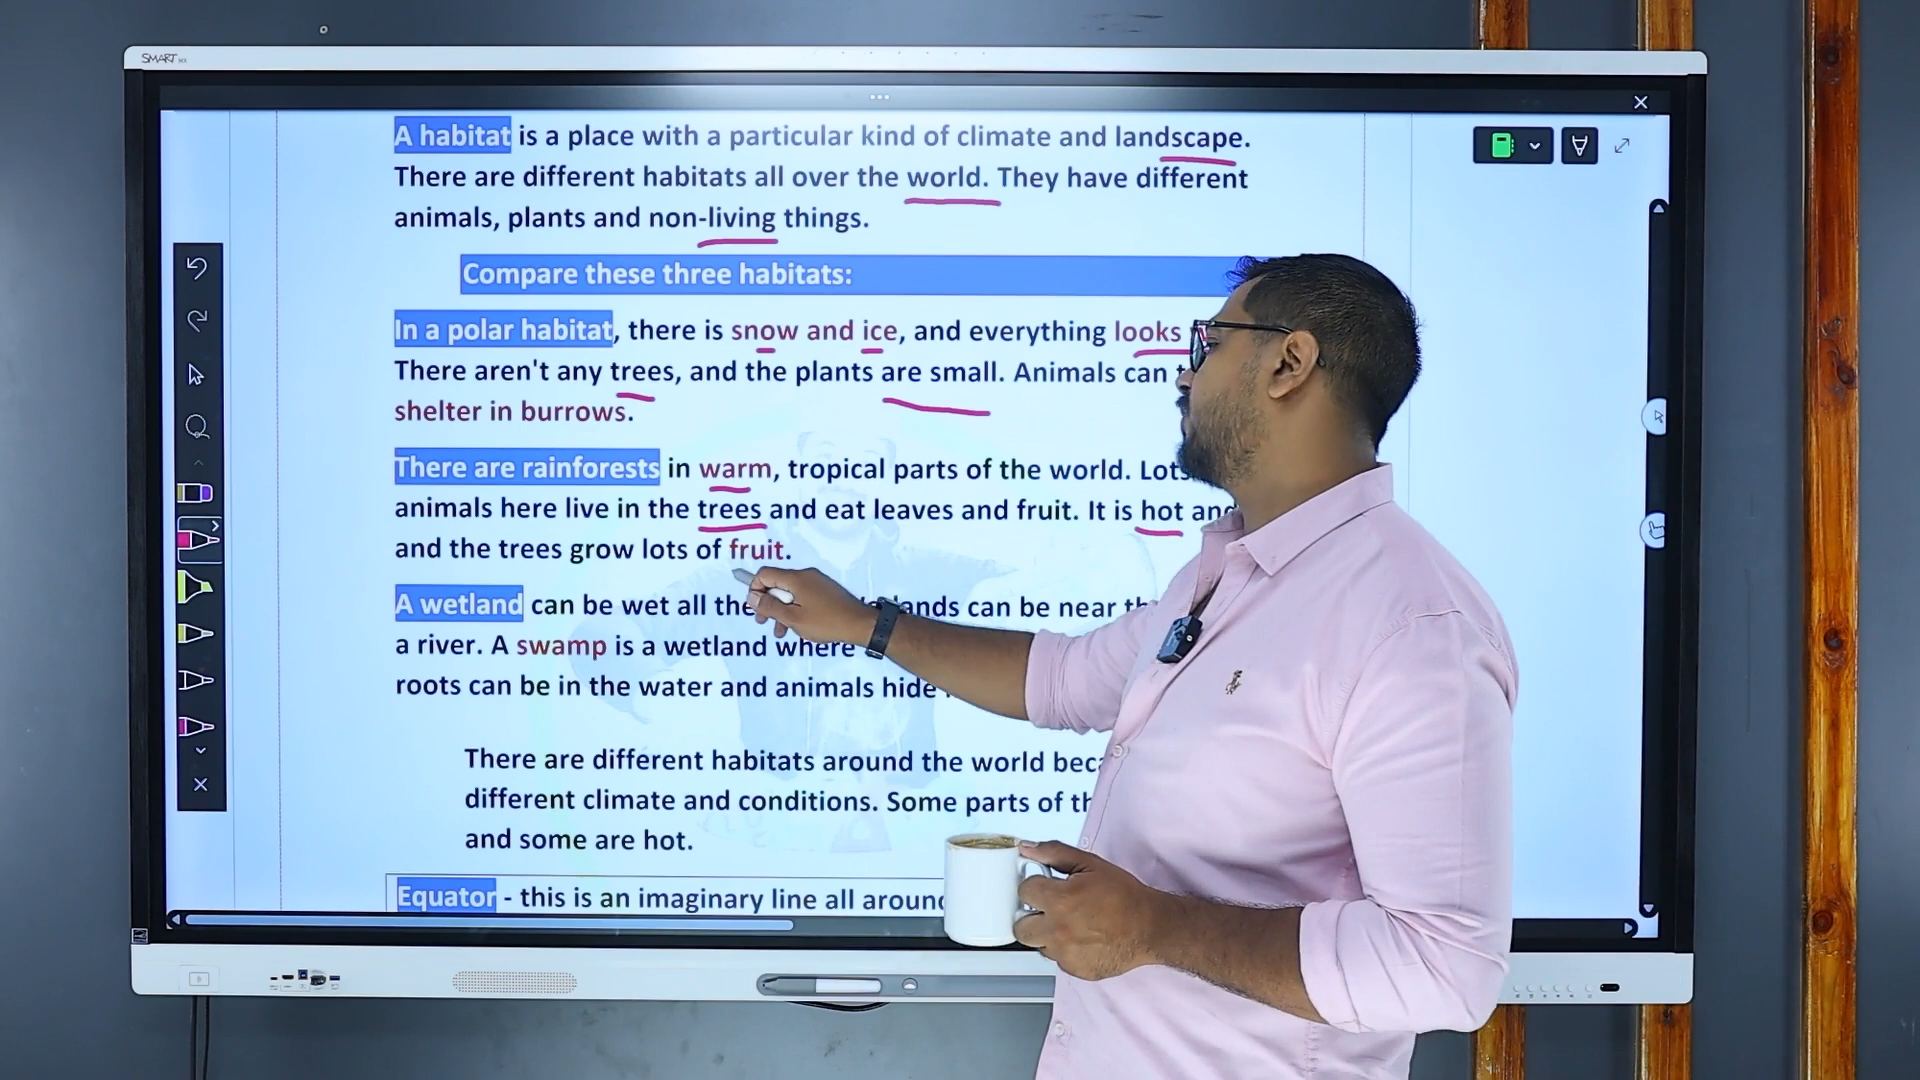 SMART
A habitat is a place with a particular kind of climate and landscape.
There are different habitats all over the world. They have different
animals, plants and non-living things.
Compare these three habitats:
In a polar habitat, there is snow and ice, and everything looks
There aren't any trees, and the plants are small. Animals can
shelter in burrows.
There are rainforests in warm, tropical parts of the world. Lots
animals here live in the trees and eat leaves and fruit. It is hot and
and the trees grow lots of fruit.
A wetland can be wet all the can be near
a river. A swamp is a wetland where
roots can be in the water and animals hide
There are different habitats around the world
different climate and conditions. Some parts of
and some are hot.
Equator - this is an imaginary line all around